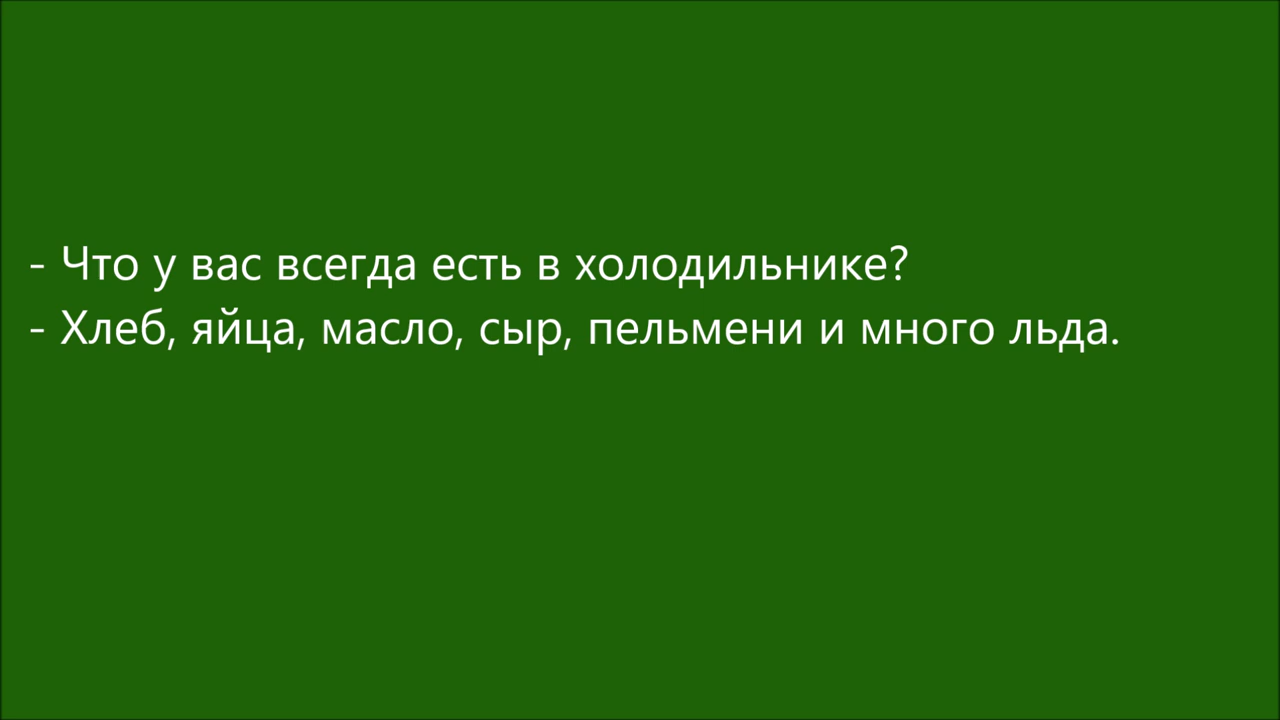 - Что у вас всегда есть в холодильнике?
- Хлеб, яйца, масло, сыр, пельмени и много льда.